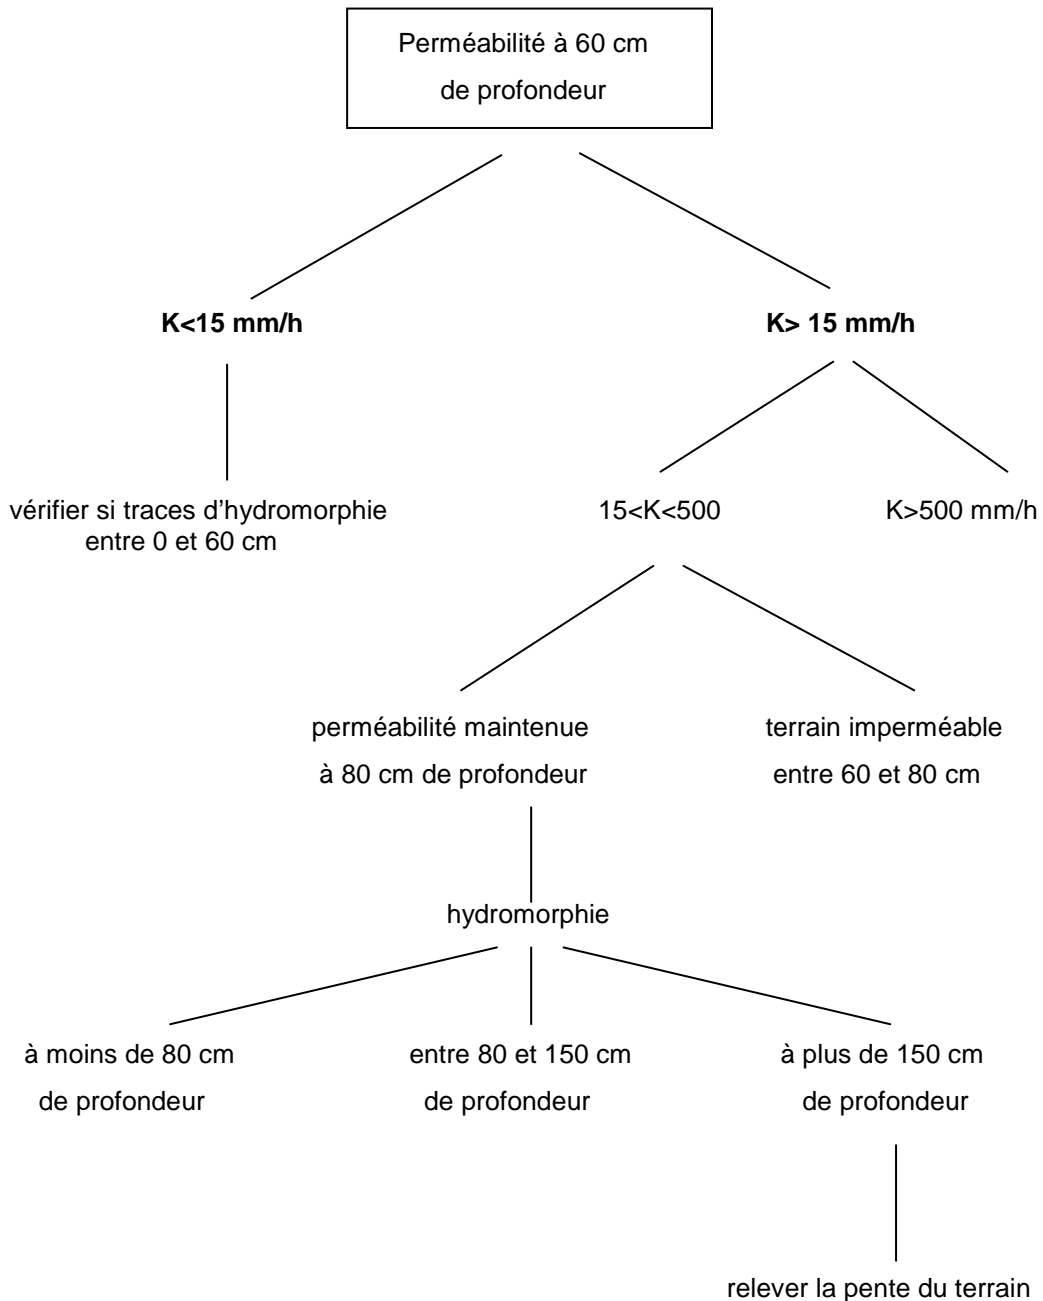 Perméabilité à 60 cm
de profondeur
K<15 mm/h
K> 15 mm/h
vérifier si traces d'hydromorphie
entre 0 et 60 cm
15<K<500
K>500 mm/h
perméabilité maintenue
à 80 cm de profondeur
terrain imperméable
entre 60 et 80 cm
hydromorphie
à moins de 80 cm
de profondeur
entre 80 et 150 cm
de profondeur
à plus de 150 cm
de profondeur
relever la pente du terrain